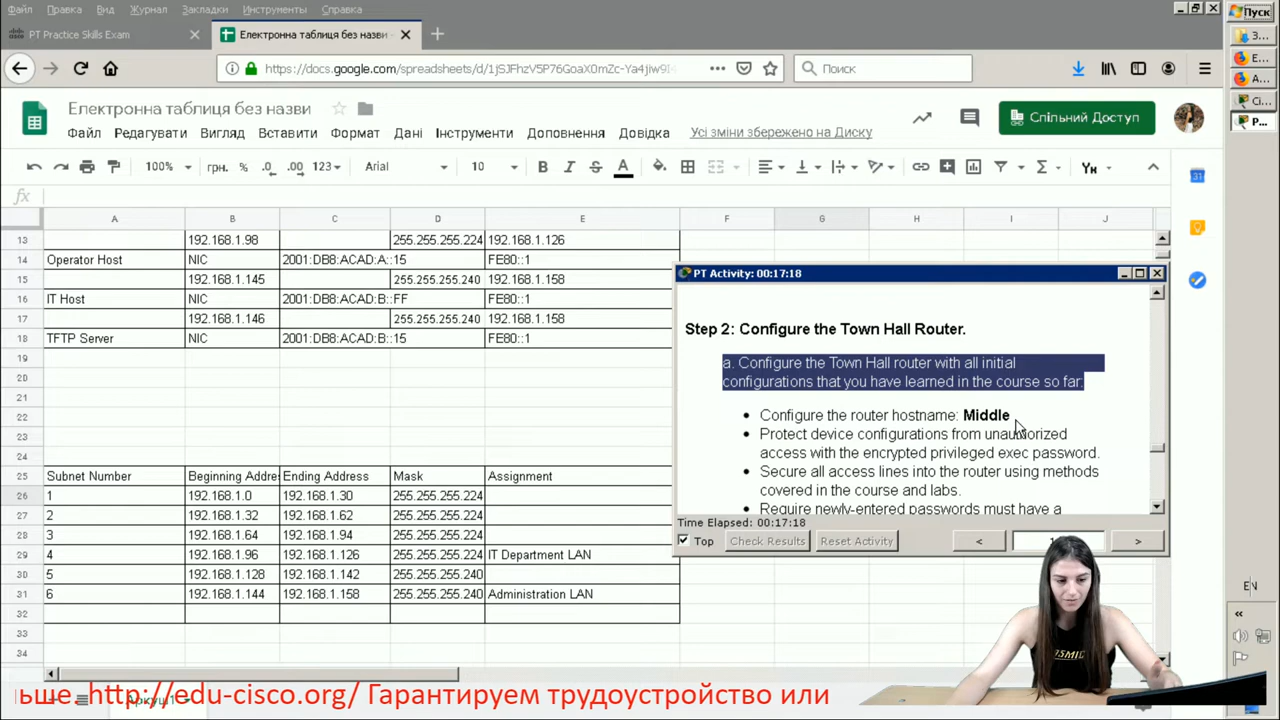 Файл Правка Вид Журнал Закладки Инструменты Справка
Пуск
PT Practice Skills Exam
Електронна таблиця без назви -
https://docs.google.com/spreadsheets/d/
Поиск
Електронна таблиця без назви
Файл Редагувати Вигляд Вставити Формат Дані Інструменти Доповнення Довідка
Усі зміни збережено на Диску
Спільний Доступ
100% грн. % .0 .00 123 Arial 10
fx
A B C D E F G H I J
13 192.168.1.98 255.255.255.224 192.168.1.126
14 Operator Host NIC 2001:DB8:ACAD:A::15 FE80::1
15 192.168.1.145 255.255.255.240 192.168.1.158
16 IT Host NIC 2001:DB8:ACAD:B::FF FE80::1
17 192.168.1.146 255.255.255.240 192.168.1.158
18 TFTP Server NIC 2001:DB8:ACAD:B::15 FE80::1
19
20
21
22
23
24
25 Subnet Number Beginning Addre Ending Address Mask Assignment
26 1 192.168.1.0 192.168.1.30 255.255.255.224
27 2 192.168.1.32 192.168.1.62 255.255.255.224
28 3 192.168.1.64 192.168.1.94 255.255.255.224
29 4 192.168.1.96 192.168.1.126 255.255.255.224 IT Department LAN
30 5 192.168.1.128 192.168.1.142 255.255.255.240
31 6 192.168.1.144 192.168.1.158 255.255.255.240 Administration LAN
32
33
34
PT Activity: 00:17:18
Step 2: Configure the Town Hall Router.
a. Configure the Town Hall router with all initial
configurations that you have learned in the course so far:
Configure the router hostname: Middle
Protect device configurations from unauthorized
access with the encrypted privileged exec password.
Secure all access lines into the router using methods
covered in the course and labs.
Require newly-entered passwords must have a
Time Elapsed: 00:17:18
Top Check Results Reset Activity < >
EN
ьше.http://edu-cisco.org/ Гарантируем трудоустройство или